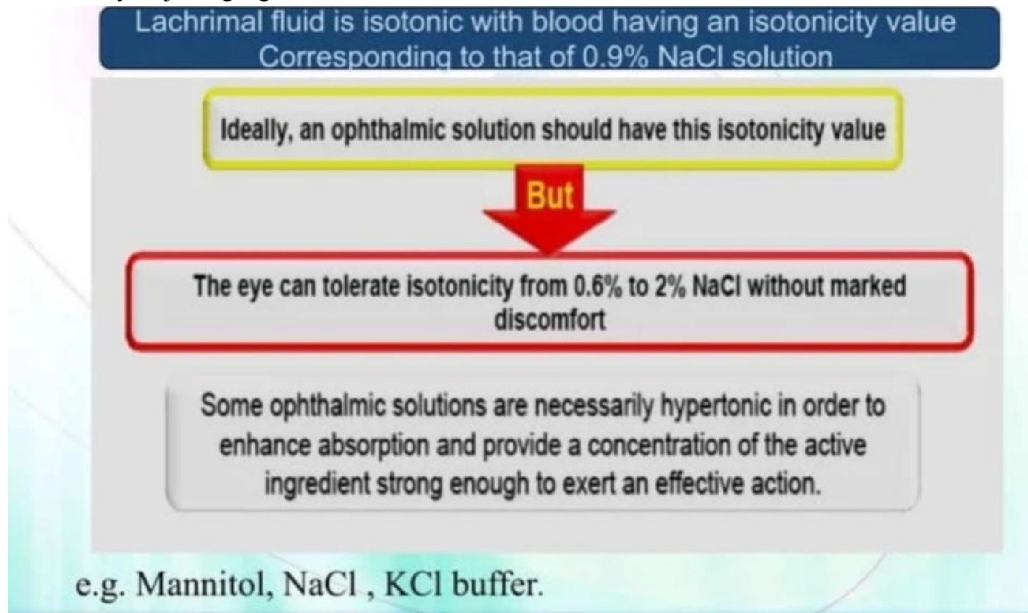 Lachrimal fluid is isotonic with blood having an isotonicity value
Corresponding to that of 0.9% NaCl solution
Ideally, an ophthalmic solution should have this isotonicity value
But
The eye can tolerate isotonicity from 0.6% to 2% NaCl without marked
discomfort
Some ophthalmic solutions are necessarily hypertonic in order to
enhance absorption and provide a concentration of the active
ingredient strong enough to exert an effective action.
e.g. Mannitol, NaCl , KCl buffer.